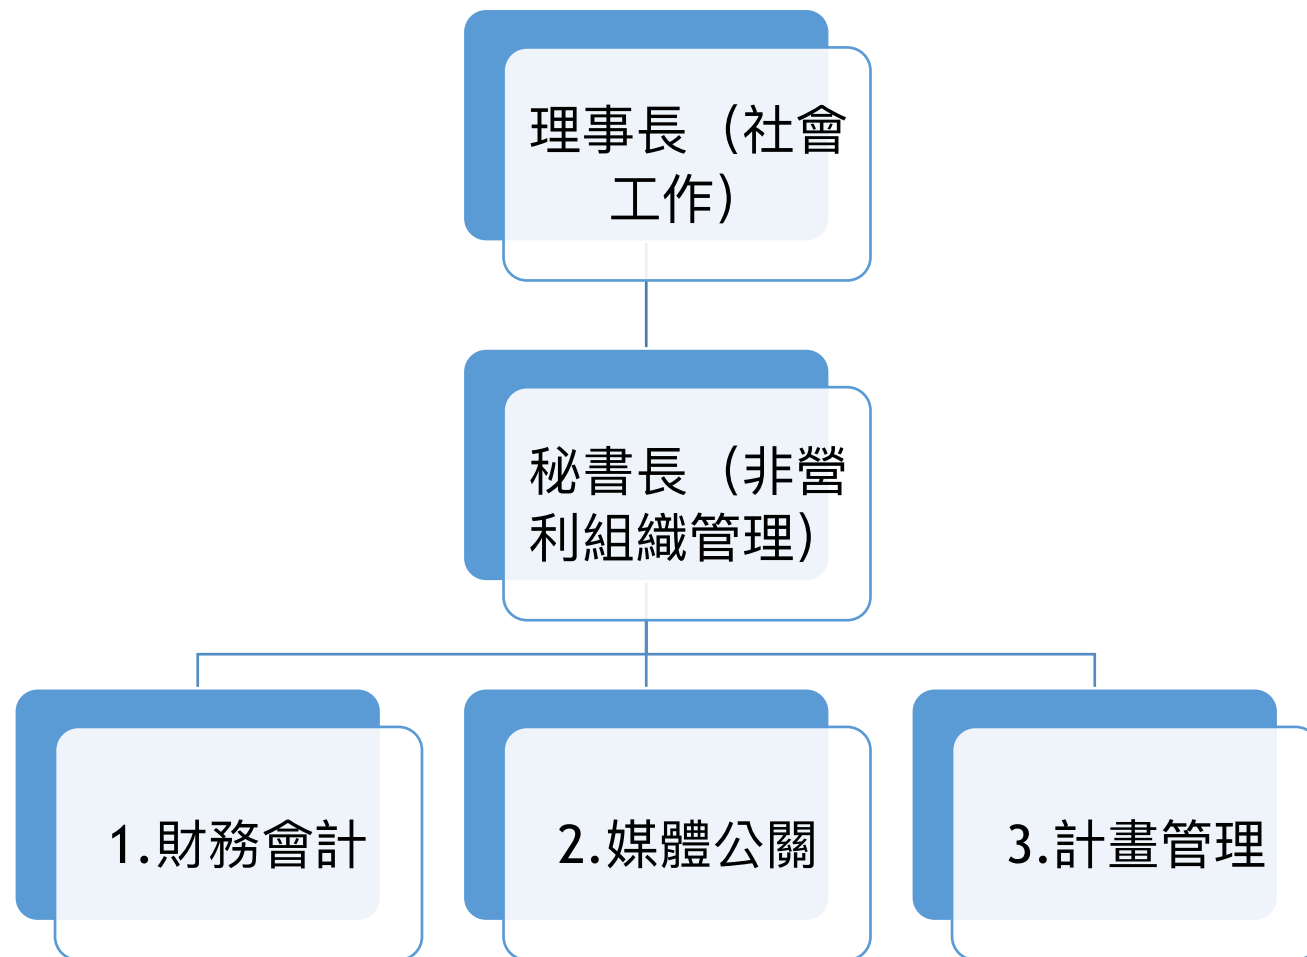 理事長（社會
工作）
秘書長（非營
利組織管理）
1.財務會計
2.媒體公關
3.計畫管理